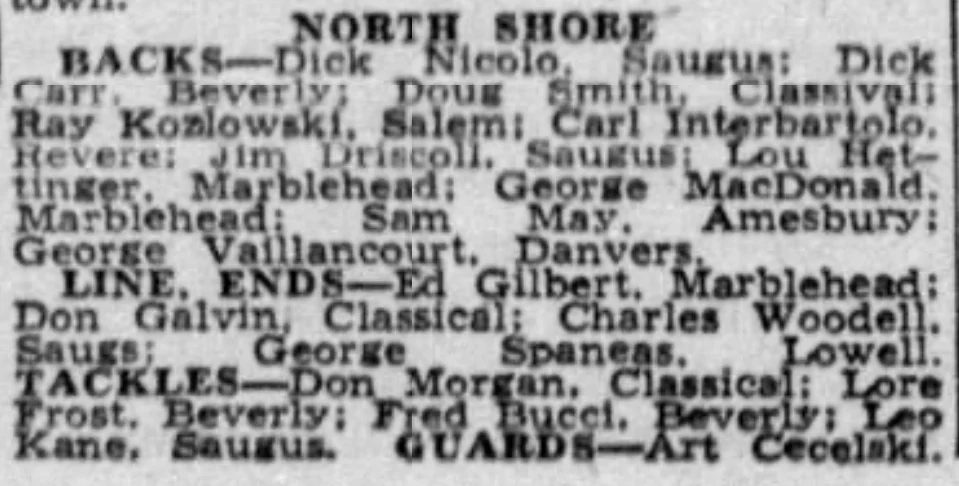 town.
NORTH SHORE
BACKS—Dick Nicolo, Saugus; Dick
Carr, Beverly; Doug Smith, Classival;
Ray Kozlowski, Salem; Carl Interbartolo,
Revere; Jim Driscoll, Saugus; Lou Het-
tinger, Marblehead; George MacDonald,
Marblehead; Sam May, Amesbury;
George Vaillancourt, Danvers.
LINE, ENDS—Ed Gilbert, Marblehead;
Don Galvin, Classical; Charles Woodell,
Saugs; George Spaneas, Lowell.
TACKLES—Don Morgan, Classical; Lore
Frost, Beverly; Fred Bucci, Beverly; Leo
Kane, Saugus. GUARDS—Art Cecelski,